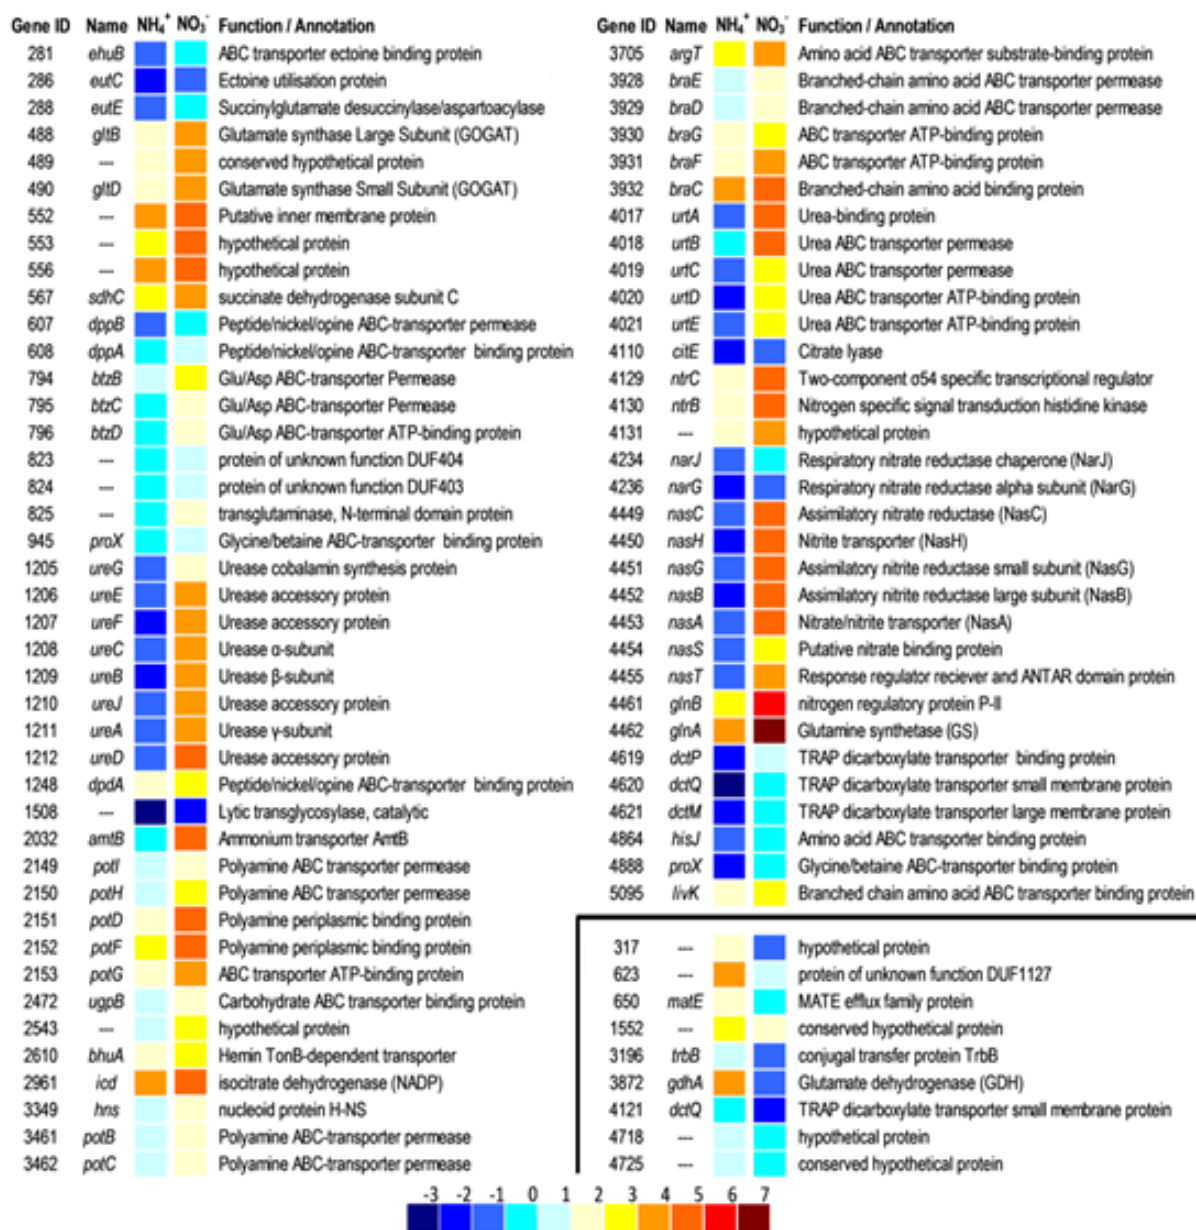 Gene ID Name NH₄⁺ NO₃⁻ Function / Annotation
281 ehuB ABC transporter ectoine binding protein
286 eutC Ectoine utilisation protein
288 eutE Succinylglutamate desuccinylase/aspartoacylase
488 gltB Glutamate synthase Large Subunit (GOGAT)
489 --- conserved hypothetical protein
490 gltD Glutamate synthase Small Subunit (GOGAT)
552 --- Putative inner membrane protein
553 --- hypothetical protein
556 --- hypothetical protein
567 sdhC succinate dehydrogenase subunit C
607 dppB Peptide/nickel/opine ABC-transporter permease
608 dppA Peptide/nickel/opine ABC-transporter binding protein
794 btzB Glu/Asp ABC-transporter Permease
795 btzC Glu/Asp ABC-transporter Permease
796 btzD Glu/Asp ABC-transporter ATP-binding protein
823 --- protein of unknown function DUF404
824 --- protein of unknown function DUF403
825 --- transglutaminase, N-terminal domain protein
945 proX Glycine/betaine ABC-transporter binding protein
1205 ureG Urease cobalamin synthesis protein
1206 ureE Urease accessory protein
1207 ureF Urease accessory protein
1208 ureC Urease α-subunit
1209 ureB Urease β-subunit
1210 ureJ Urease accessory protein
1211 ureA Urease γ-subunit
1212 ureD Urease accessory protein
1248 dpdA Peptide/nickel/opine ABC-transporter binding protein
1508 --- Lytic transglycosylase, catalytic
2032 amtB Ammonium transporter AmtB
2149 potI Polyamine ABC transporter permease
2150 potH Polyamine ABC transporter permease
2151 potD Polyamine periplasmic binding protein
2152 potF Polyamine periplasmic binding protein
2153 potG ABC transporter ATP-binding protein
2472 ugpB Carbohydrate ABC transporter binding protein
2543 --- hypothetical protein
2610 bhuA Hemin TonB-dependent transporter
2961 icd isocitrate dehydrogenase (NADP)
3349 hns nucleoid protein H-NS
3461 potB Polyamine ABC-transporter permease
3462 potC Polyamine ABC-transporter permease
Gene ID Name NH₄⁺ NO₃⁻ Function / Annotation
3705 argT Amino acid ABC transporter substrate-binding protein
3928 braE Branched-chain amino acid ABC transporter permease
3929 braD Branched-chain amino acid ABC transporter permease
3930 braG ABC transporter ATP-binding protein
3931 braF ABC transporter ATP-binding protein
3932 braC Branched-chain amino acid binding protein
4017 urtA Urea-binding protein
4018 urtB Urea ABC transporter permease
4019 urtC Urea ABC transporter permease
4020 urtD Urea ABC transporter ATP-binding protein
4021 urtE Urea ABC transporter ATP-binding protein
4110 citE Citrate lyase
4129 ntrC Two-component σ54 specific transcriptional regulator
4130 ntrB Nitrogen specific signal transduction histidine kinase
4131 --- hypothetical protein
4234 narJ Respiratory nitrate reductase chaperone (NarJ)
4236 narG Respiratory nitrate reductase alpha subunit (NarG)
4449 nasC Assimilatory nitrate reductase (NasC)
4450 nasH Nitrite transporter (NasH)
4451 nasG Assimilatory nitrite reductase small subunit (NasG)
4452 nasB Assimilatory nitrite reductase large subunit (NasB)
4453 nasA Nitrate/nitrite transporter (NasA)
4454 nasS Putative nitrate binding protein
4455 nasT Response regulator reciever and ANTAR domain protein
4461 glnB nitrogen regulatory protein P-II
4462 glnA Glutamine synthetase (GS)
4619 dctP TRAP dicarboxylate transporter binding protein
4620 dctQ TRAP dicarboxylate transporter small membrane protein
4621 dctM TRAP dicarboxylate transporter large membrane protein
4864 hisJ Amino acid ABC transporter binding protein
4888 proX Glycine/betaine ABC-transporter binding protein
5095 livK Branched chain amino acid ABC transporter binding protein
317 --- hypothetical protein
623 --- protein of unknown function DUF1127
650 matE MATE efflux family protein
1552 --- conserved hypothetical protein
3196 trbB conjugal transfer protein TrbB
3872 gdhA Glutamate dehydrogenase (GDH)
4121 dctQ TRAP dicarboxylate transporter small membrane protein
4718 --- hypothetical protein
4725 --- conserved hypothetical protein
-3 -2 -1 0 1 2 3 4 5 6 7